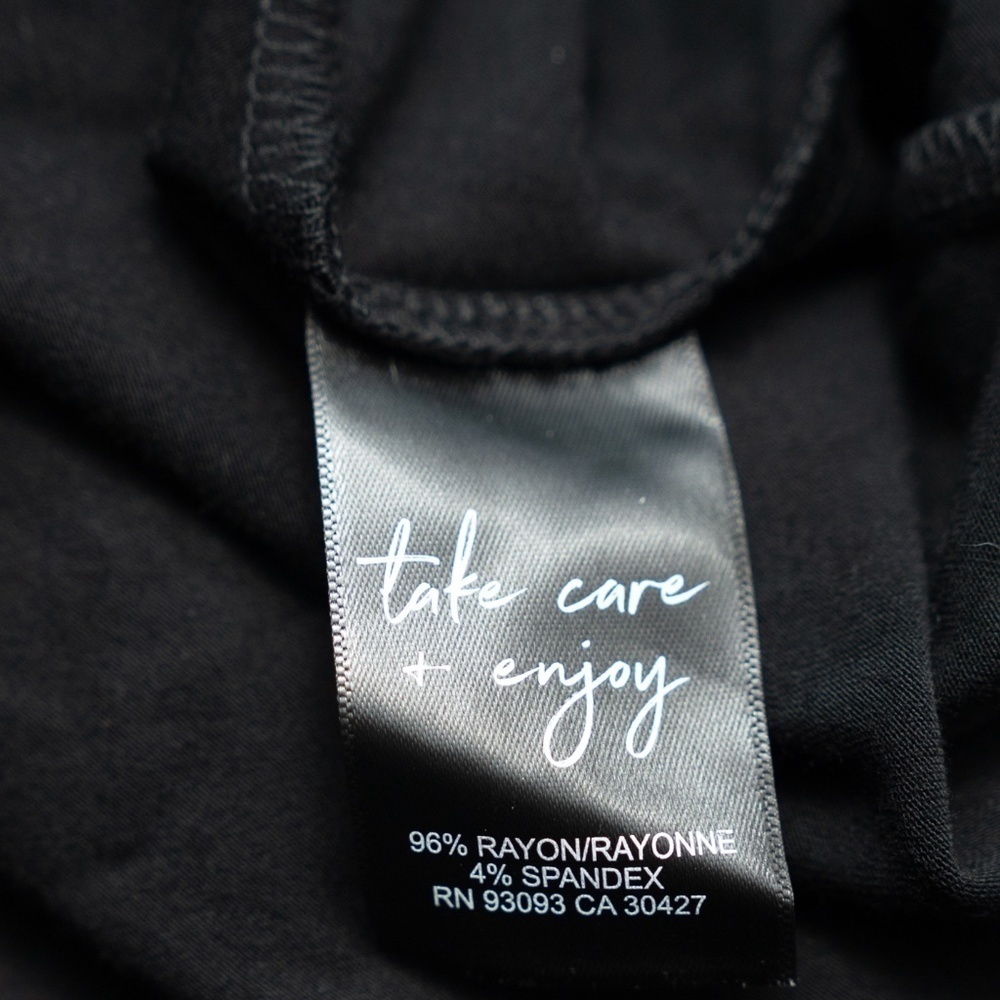 take care
+ enjoy
96% RAYON/RAYONNE
4% SPANDEX
RN 93093 CA 30427